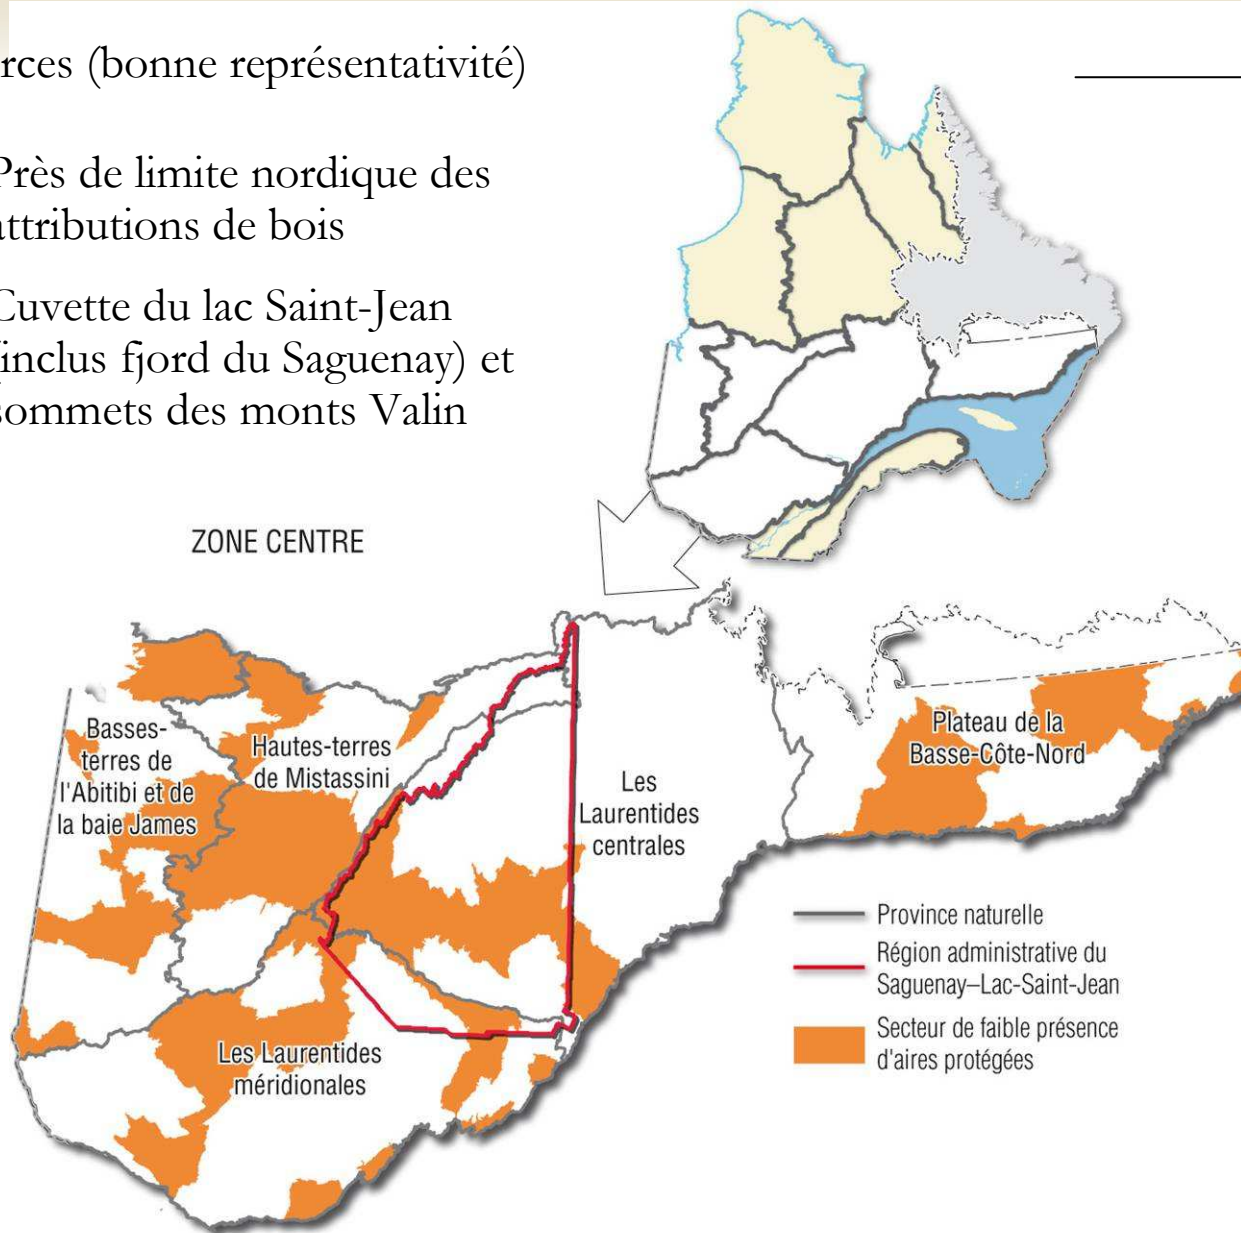 rces (bonne représentativité)
Près de limite nordique des
attributions de bois
Cuvette du lac Saint-Jean
(inclus fjord du Saguenay) et
sommets des monts Valin
ZONE CENTRE
Basses-
terres de
l'Abitibi et de
la baie James
Hautes-terres
de Mistassini
Les
Laurentides
centrales
Plateau de la
Basse-Côte-Nord
Les Laurentides
méridionales
Province naturelle
Région administrative du
Saguenay–Lac-Saint-Jean
Secteur de faible présence
d'aires protégées